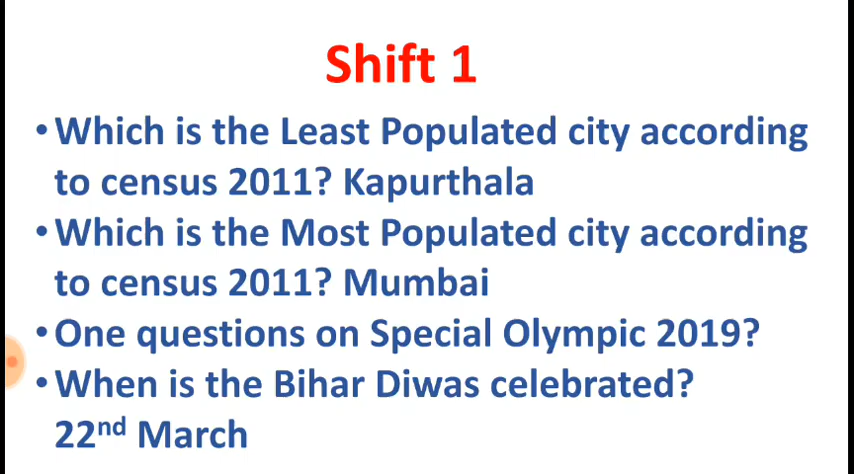 Shift 1
• Which is the Least Populated city according
to census 2011? Kapurthala
• Which is the Most Populated city according
to census 2011? Mumbai
• One questions on Special Olympic 2019?
• When is the Bihar Diwas celebrated?
22nd March